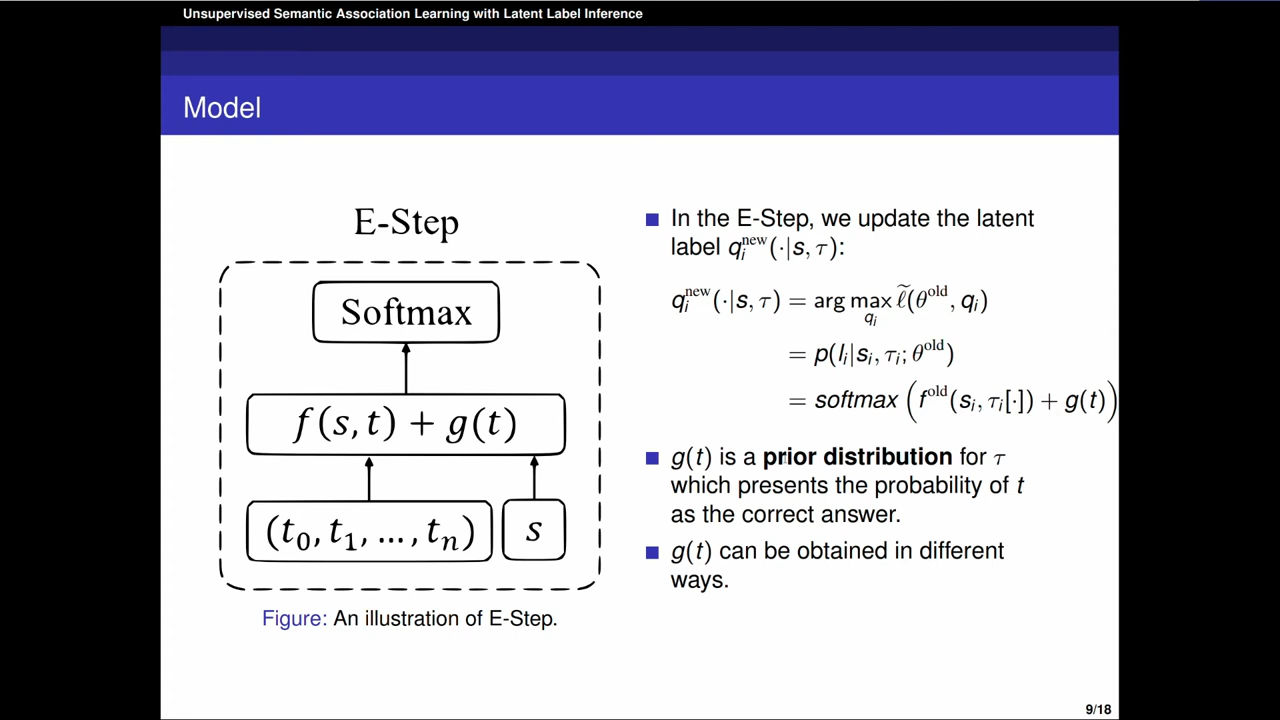 Unsupervised Semantic Association Learning with Latent Label Inference
Model
E-Step
Softmax
f(s, t) + g(t)
(t₀, t₁, …, tₙ)
s
Figure: An illustration of E-Step.
■ In the E-Step, we update the latent
label qᵢⁿᵉʷ(·|s, τ):
qᵢⁿᵉʷ(·|s, τ) = arg max_{qᵢ} ℓ̃(θᵒˡᵈ, qᵢ)
= p(lᵢ|sᵢ, τᵢ; θᵒˡᵈ)
= softmax (fᵒˡᵈ(sᵢ, τᵢ[·]) + g(t))
■ g(t) is a prior distribution for τ
which presents the probability of t
as the correct answer.
■ g(t) can be obtained in different
ways.
9/18